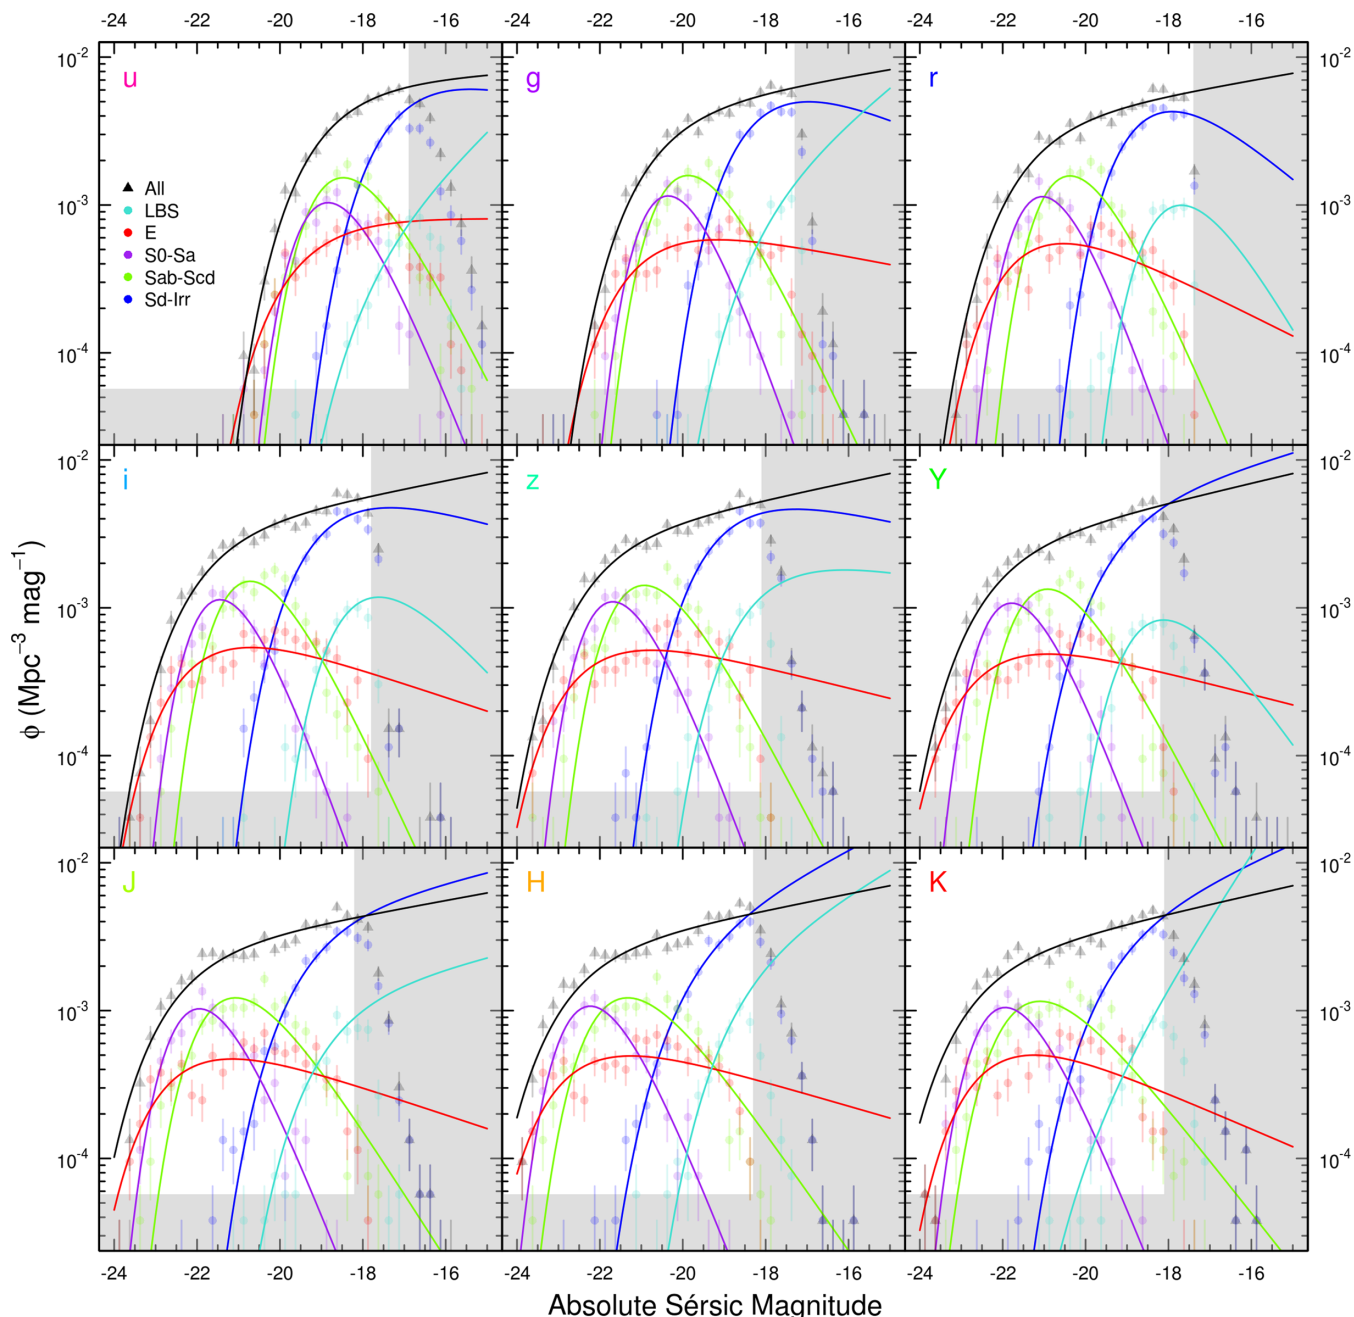 -24 -22 -20 -18 -16 -24 -22 -20 -18 -16 -24 -22 -20 -18 -16
10⁻² u g r 10⁻²
All
LBS
10⁻³ E 10⁻³
S0-Sa
Sab-Scd
Sd-Irr
10⁻⁴ 10⁻⁴
10⁻² i z Y 10⁻²
10⁻³ 10⁻³
10⁻⁴ 10⁻⁴
ϕ (Mpc⁻³ mag⁻¹)
10⁻² J H K 10⁻²
10⁻³ 10⁻³
10⁻⁴ 10⁻⁴
-24 -22 -20 -18 -16 -24 -22 -20 -18 -16 -24 -22 -20 -18 -16
Absolute Sérsic Magnitude